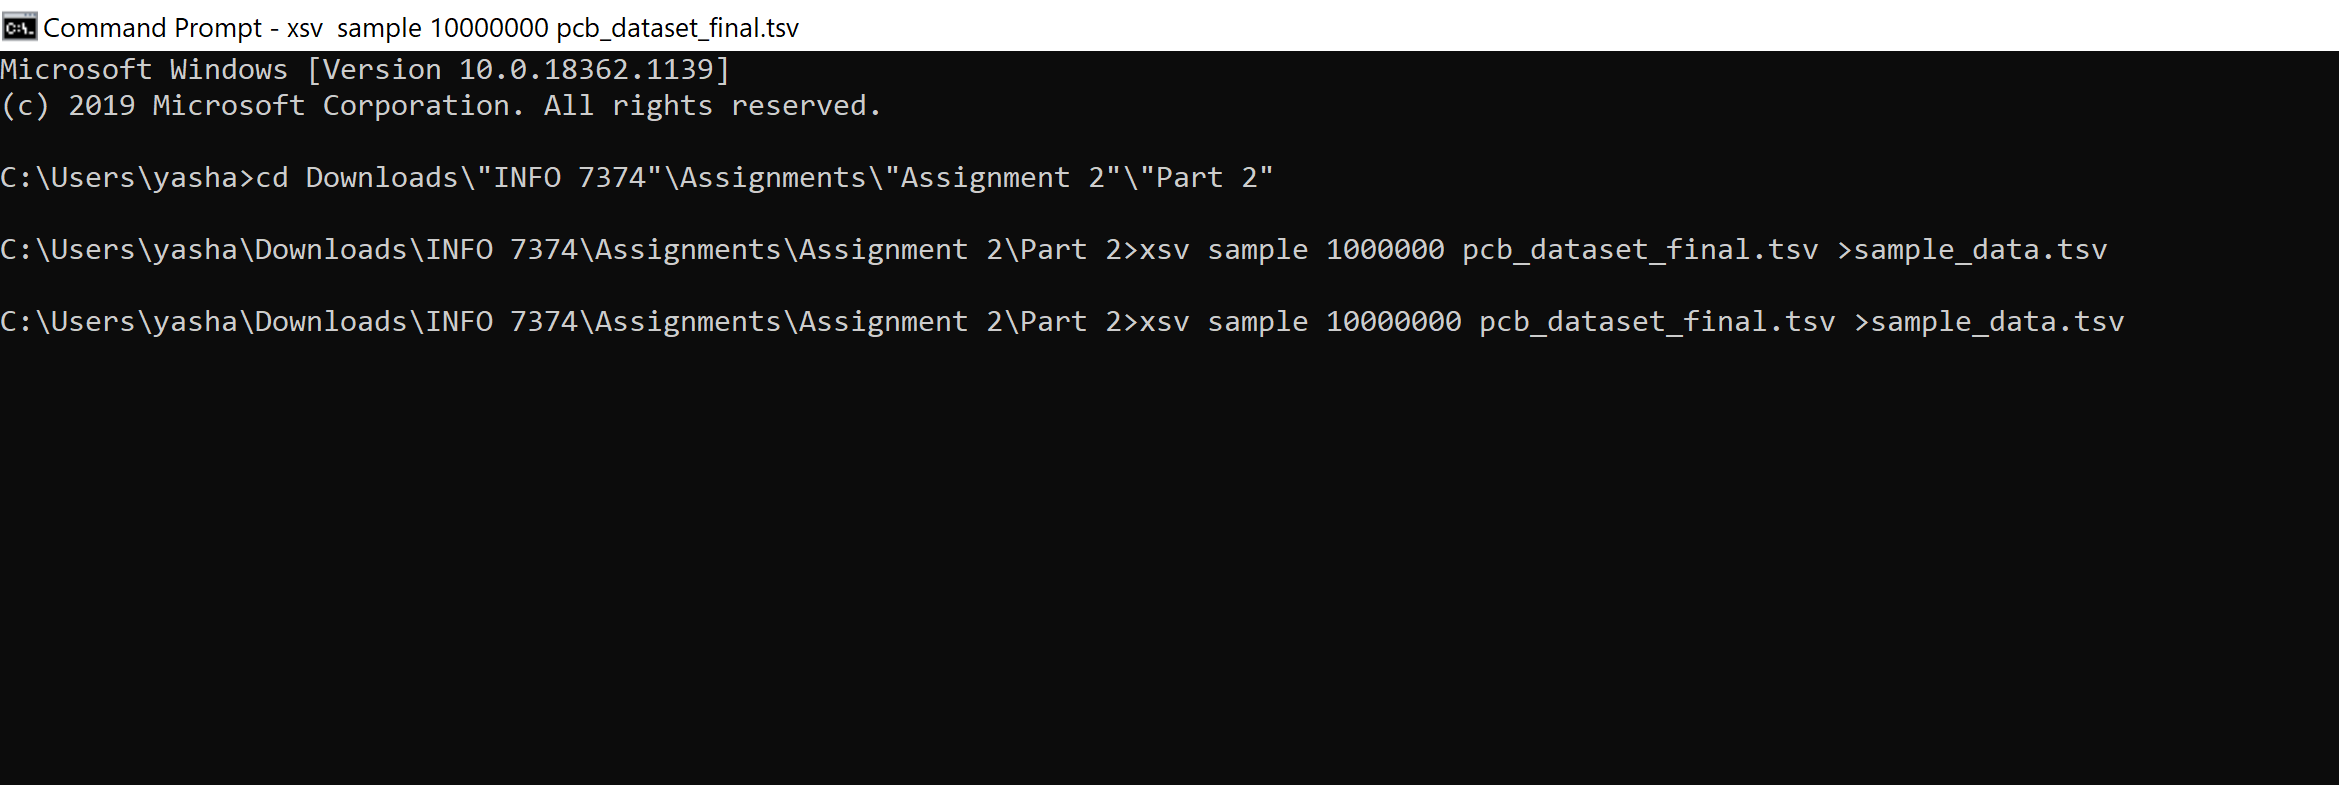 Command Prompt - xsv  sample 10000000 pcb_dataset_final.tsv
Microsoft Windows [Version 10.0.18362.1139]
(c) 2019 Microsoft Corporation. All rights reserved.
C:\Users\yasha>cd Downloads\"INFO 7374"\Assignments\"Assignment 2"\"Part 2"
C:\Users\yasha\Downloads\INFO 7374\Assignments\Assignment 2\Part 2>xsv sample 1000000 pcb_dataset_final.tsv >sample_data.tsv
C:\Users\yasha\Downloads\INFO 7374\Assignments\Assignment 2\Part 2>xsv sample 10000000 pcb_dataset_final.tsv >sample_data.tsv